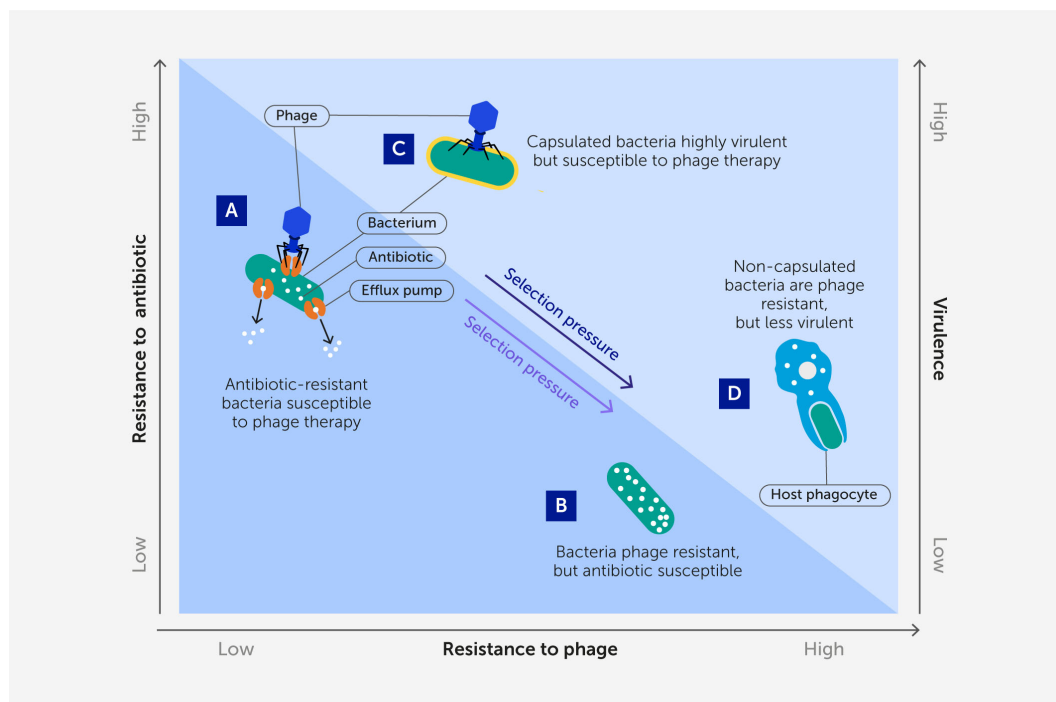 High
Resistance to antibiotic
Low
Phage
C
Capsulated bacteria highly virulent
but susceptible to phage therapy
A
Bacterium
Antibiotic
Efflux pump
Antibiotic-resistant
bacteria susceptible
to phage therapy
Selection pressure
Selection pressure
Non-capsulated
bacteria are phage
resistant,
but less virulent
D
Host phagocyte
B
Bacteria phage resistant,
but antibiotic susceptible
High
Virulence
Low
Low
Resistance to phage
High